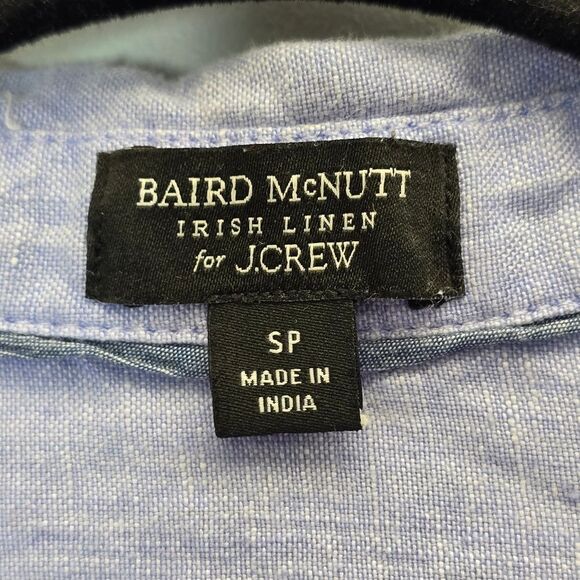 BAIRD McNUTT
IRISH LINEN
for J.CREW
SP
MADE IN
INDIA